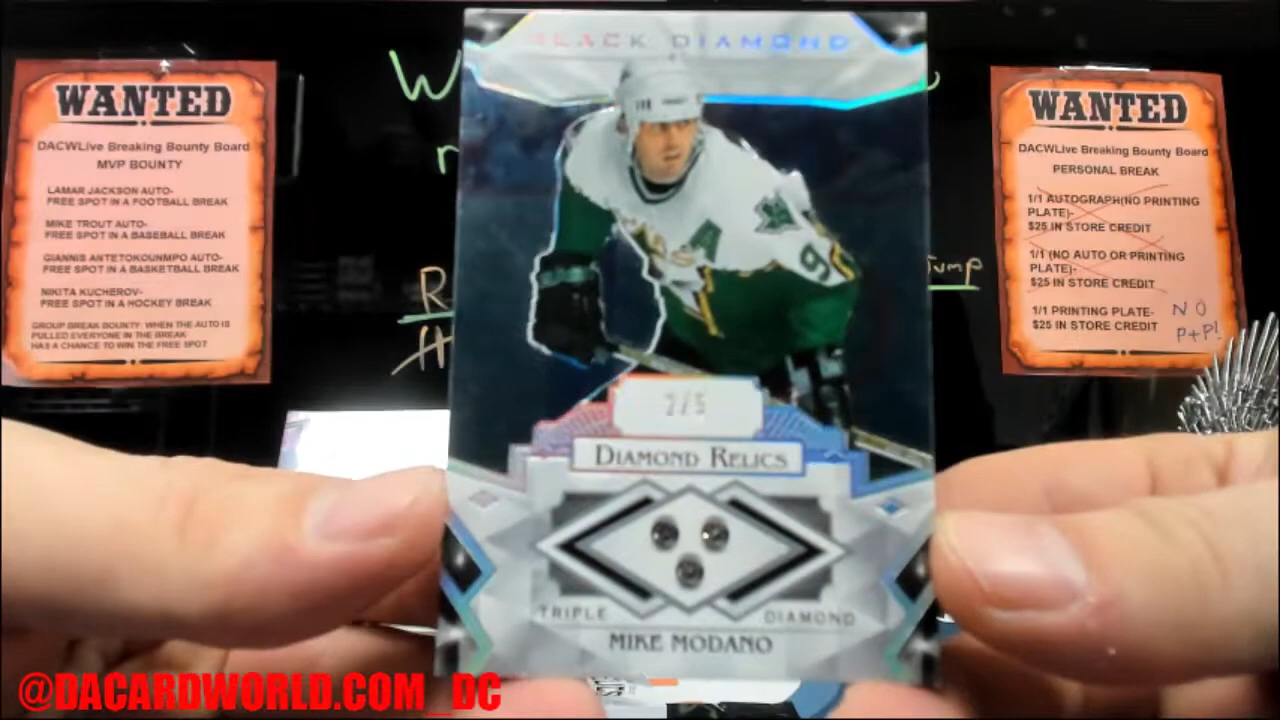 WANTED
DACWLive Breaking Bounty Board
MVP BOUNTY
LAMAR JACKSON AUTO-
FREE SPOT IN A FOOTBALL BREAK
MIKE TROUT AUTO-
FREE SPOT IN A BASEBALL BREAK
GIANNIS ANTETOKOUNMPO AUTO-
FREE SPOT IN A BASKETBALL BREAK
NIKITA KUCHEROV-
FREE SPOT IN A HOCKEY BREAK
GROUP BREAK BOUNTY: WHEN THE AUTO IS
PULLED EVERYONE IN THE BREAK
HAS A CHANCE TO WIN THE FREE SPOT
BLACK DIAMOND
A
9
2/5
DIAMOND RELICS
TRIPLE DIAMOND
MIKE MODANO
WANTED
DACWLive Breaking Bounty Board
PERSONAL BREAK
1/1 AUTOGRAPH(NO PRINTING
PLATE)-
$25 IN STORE CREDIT
1/1 (NO AUTO OR PRINTING
PLATE)-
$25 IN STORE CREDIT
1/1 PRINTING PLATE-
$25 IN STORE CREDIT
NO
P+P!
@DACARDWORLD.COM_DC